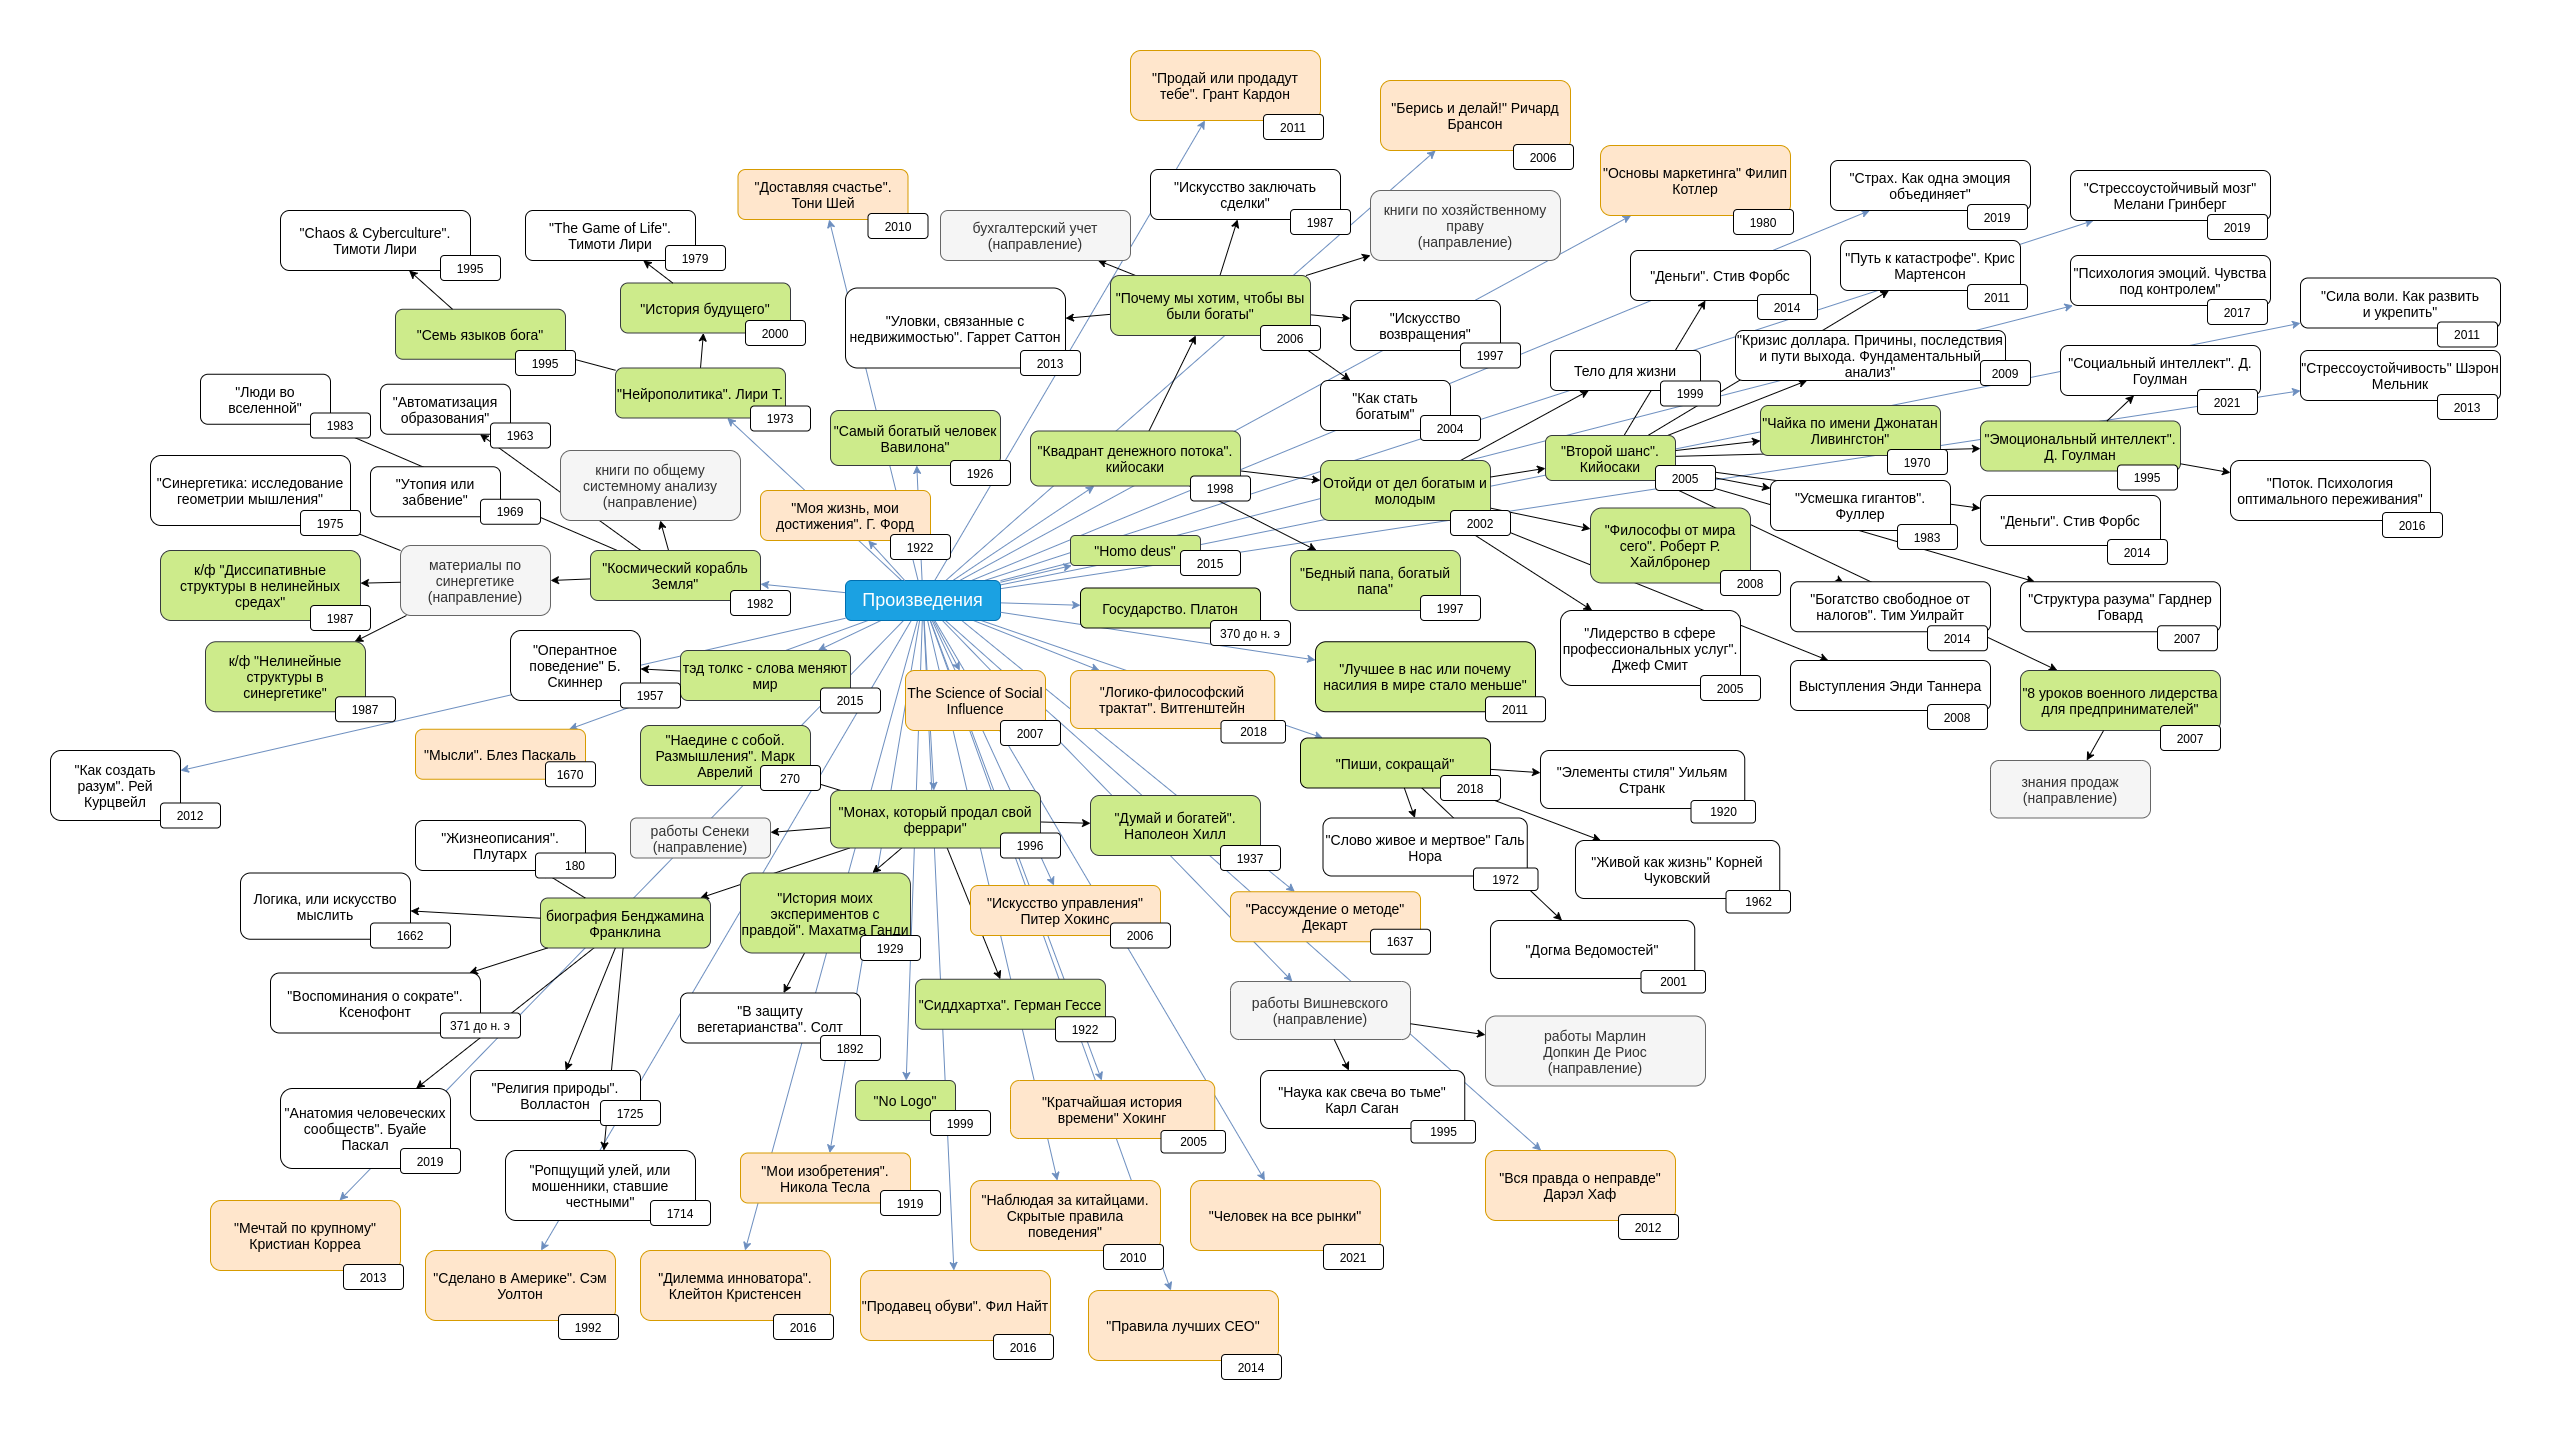 "Продай или продадут
тебе". Грант Кардон
2011
"Берись и делай!" Ричард
Брансон
2006
"Основы маркетинга" Филип
Котлер
1980
"Доставляя счастье".
Тони Шей
2010
"Искусство заключать
сделки"
1987
книги по хозяйственному
праву
(направление)
"Страх. Как одна эмоция
объединяет"
2019
"Стрессоустойчивый мозг"
Мелани Гринберг
2019
"Chaos & Cyberculture".
Тимоти Лири
1995
"The Game of Life".
Тимоти Лири
1979
бухгалтерский учет
(направление)
"Деньги". Стив Форбс
2014
"Путь к катастрофе". Крис
Мартенсон
2011
"Психология эмоций. Чувства
под контролем"
2017
"Сила воли. Как развить
и укрепить"
2011
"Семь языков бога"
1995
"История будущего"
2000
"Уловки, связанные с
недвижимостью". Гаррет Саттон
2013
"Почему мы хотим, чтобы вы
были богаты"
2006
"Искусство
возвращения"
1997
Тело для жизни
1999
"Кризис доллара. Причины, последствия
и пути выхода. Фундаментальный
анализ"
2009
"Социальный интеллект". Д.
Гоулман
2021
"Стрессоустойчивость" Шэрон
Мельник
2013
"Люди во
вселенной"
1983
"Автоматизация
образования"
1963
"Нейрополитика". Лири Т.
1973
"Самый богатый человек
Вавилона"
1926
"Как стать
богатым"
2004
"Квадрант денежного потока".
кийосаки
1998
"Второй шанс".
Кийосаки
2005
"Чайка по имени Джонатан
Ливингстон"
1970
"Эмоциональный интеллект".
Д. Гоулман
1995
"Синергетика: исследование
геометрии мышления"
1975
"Утопия или
забвение"
1969
книги по общему
системному анализу
(направление)
"Моя жизнь, мои
достижения". Г. Форд
1922
Отойди от дел богатым и
молодым
2002
"Усмешка гигантов".
Фуллер
1983
"Деньги". Стив Форбс
2014
"Поток. Психология
оптимального переживания"
2016
к/ф "Диссипативные
структуры в нелинейных
средах"
1987
материалы по
синергетике
(направление)
"Космический корабль
Земля"
1982
"Homo deus"
2015
"Бедный папа, богатый
папа"
1997
"Философы от мира
сего". Роберт Р.
Хайлбронер
2008
Произведения
Государство. Платон
370 до н. э
"Богатство свободное от
налогов". Тим Уилрайт
2014
"Структура разума" Гарднер
Говард
2007
к/ф "Нелинейные
структуры в
синергетике"
1987
"Оперантное
поведение" Б.
Скиннер
1957
тэд толкс - слова меняют
мир
2015
The Science of Social
Influence
2007
"Логико-философский
трактат". Витгенштейн
2018
"Лучшее в нас или почему
насилия в мире стало меньше"
2011
"Лидерство в сфере
профессиональных услуг".
Джеф Смит
2005
Выступления Энди Таннера
2008
"8 уроков военного лидерства
для предпринимателей"
2007
"Как создать
разум". Рей
Курцвейл
2012
"Мысли". Блез Паскаль
1670
"Наедине с собой.
Размышления". Марк
Аврелий
270
"Пиши, сокращай"
2018
"Элементы стиля" Уильям
Странк
1920
знания продаж
(направление)
"Жизнеописания".
Плутарх
180
работы Сенеки
(направление)
"Монах, который продал свой
феррари"
1996
"Думай и богатей".
Наполеон Хилл
1937
"Слово живое и мертвое" Галь
Нора
1972
"Живой как жизнь" Корней
Чуковский
1962
Логика, или искусство
мыслить
1662
биография Бенджамина
Франклина
"История моих
экспериментов с
правдой". Махатма Ганди
1929
"Искусство управления"
Питер Хокинс
2006
"Рассуждение о методе"
Декарт
1637
"Догма Ведомостей"
2001
"Воспоминания о сократе".
Ксенофонт
371 до н. э
"В защиту
вегетарианства". Солт
1892
"Сиддхартха". Герман Гессе
1922
работы Вишневского
(направление)
работы Марлин
Допкин Де Риос
(направление)
"Анатомия человеческих
сообществ". Буайе
Паскал
2019
"Религия природы".
Волластон
1725
"No Logo"
1999
"Кратчайшая история
времени" Хокинг
2005
"Наука как свеча во тьме"
Карл Саган
1995
"Ропщущий улей, или
мошенники, ставшие
честными"
1714
"Мои изобретения".
Никола Тесла
1919
"Наблюдая за китайцами.
Скрытые правила
поведения"
2010
"Человек на все рынки"
2021
"Вся правда о неправде"
Дарэл Хаф
2012
"Мечтай по крупному"
Кристиан Корреа
2013
"Сделано в Америке". Сэм
Уолтон
1992
"Дилемма инноватора".
Клейтон Кристенсен
2016
"Продавец обуви". Фил Найт
2016
"Правила лучших CEO"
2014